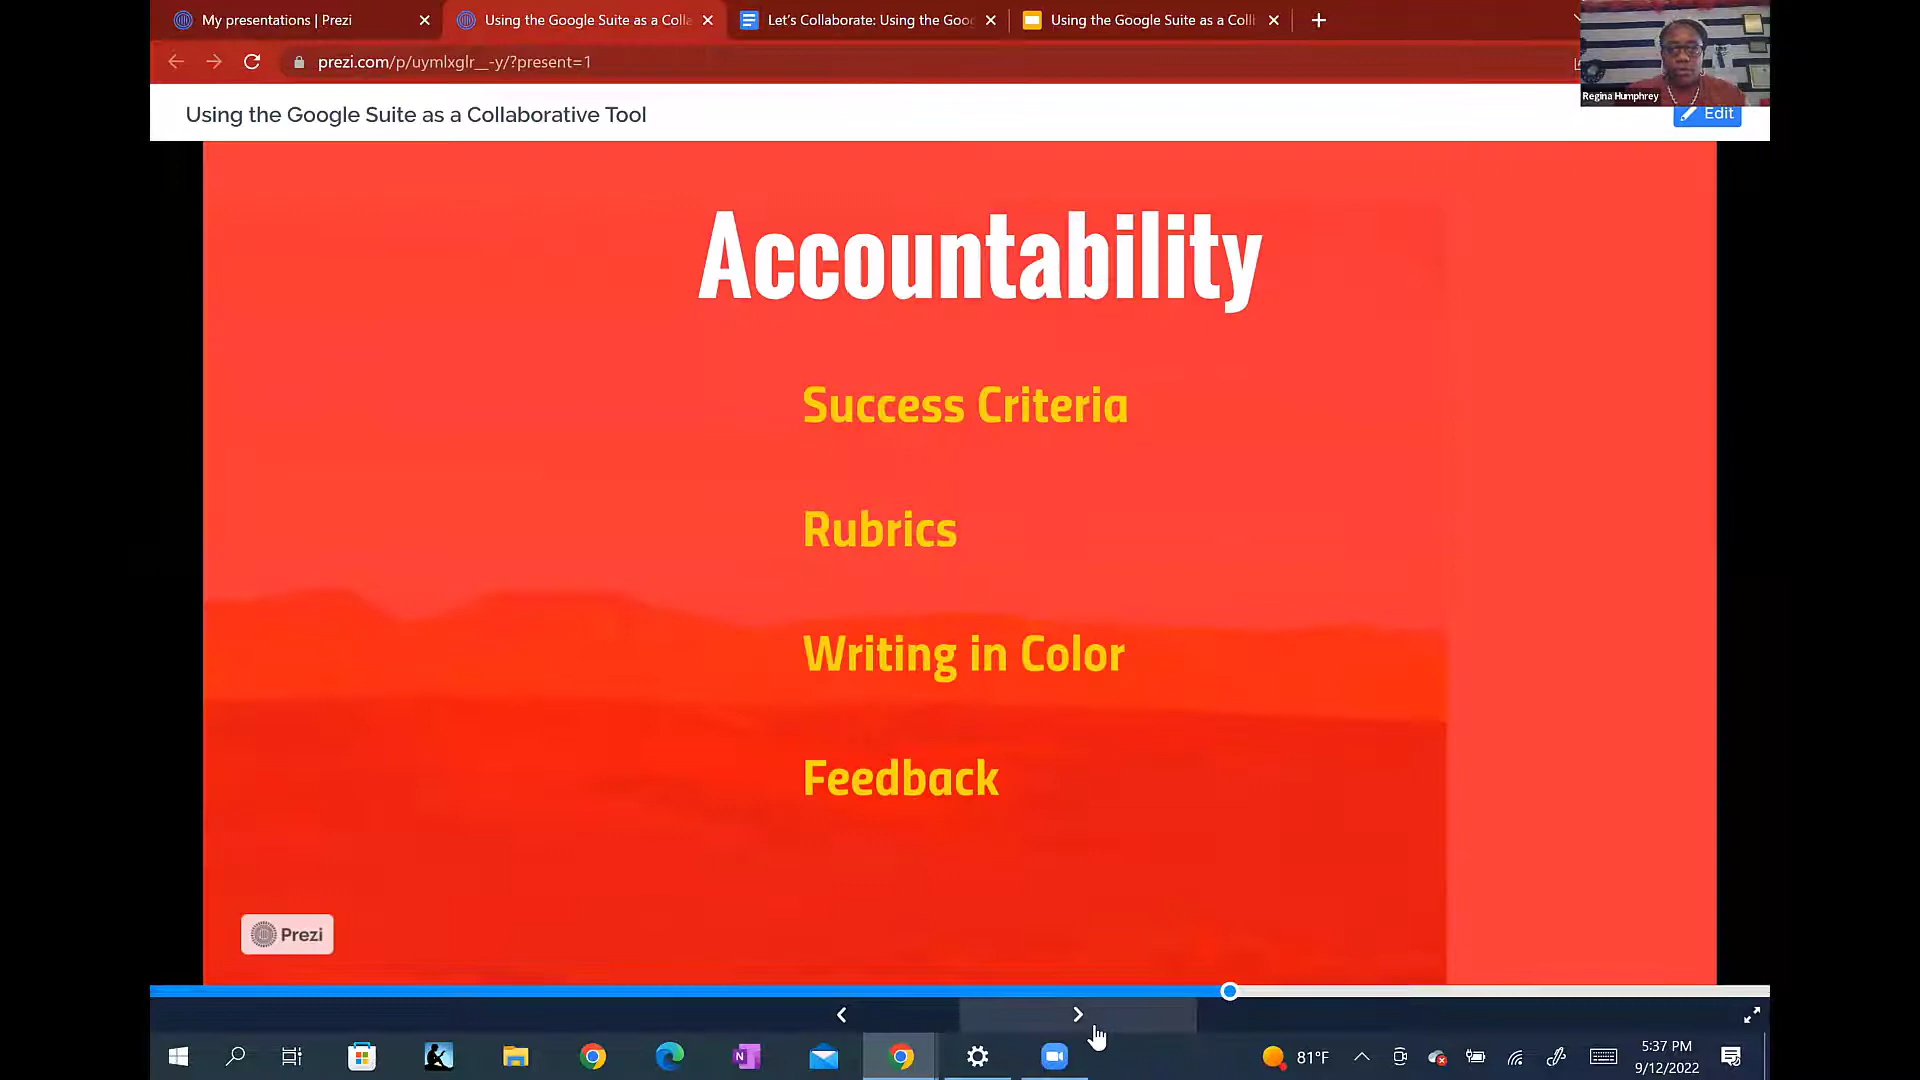 My presentations | Prezi
Using the Google Suite as a Colla
Let's Collaborate: Using the Goo
Using the Google Suite as a Coll
prezi.com/p/uymlxglr__-y/?present=1
Regina Humphrey
Using the Google Suite as a Collaborative Tool
Edit
Accountability
Success Criteria
Rubrics
Writing in Color
Feedback
Prezi
81°F
5:37 PM
9/12/2022